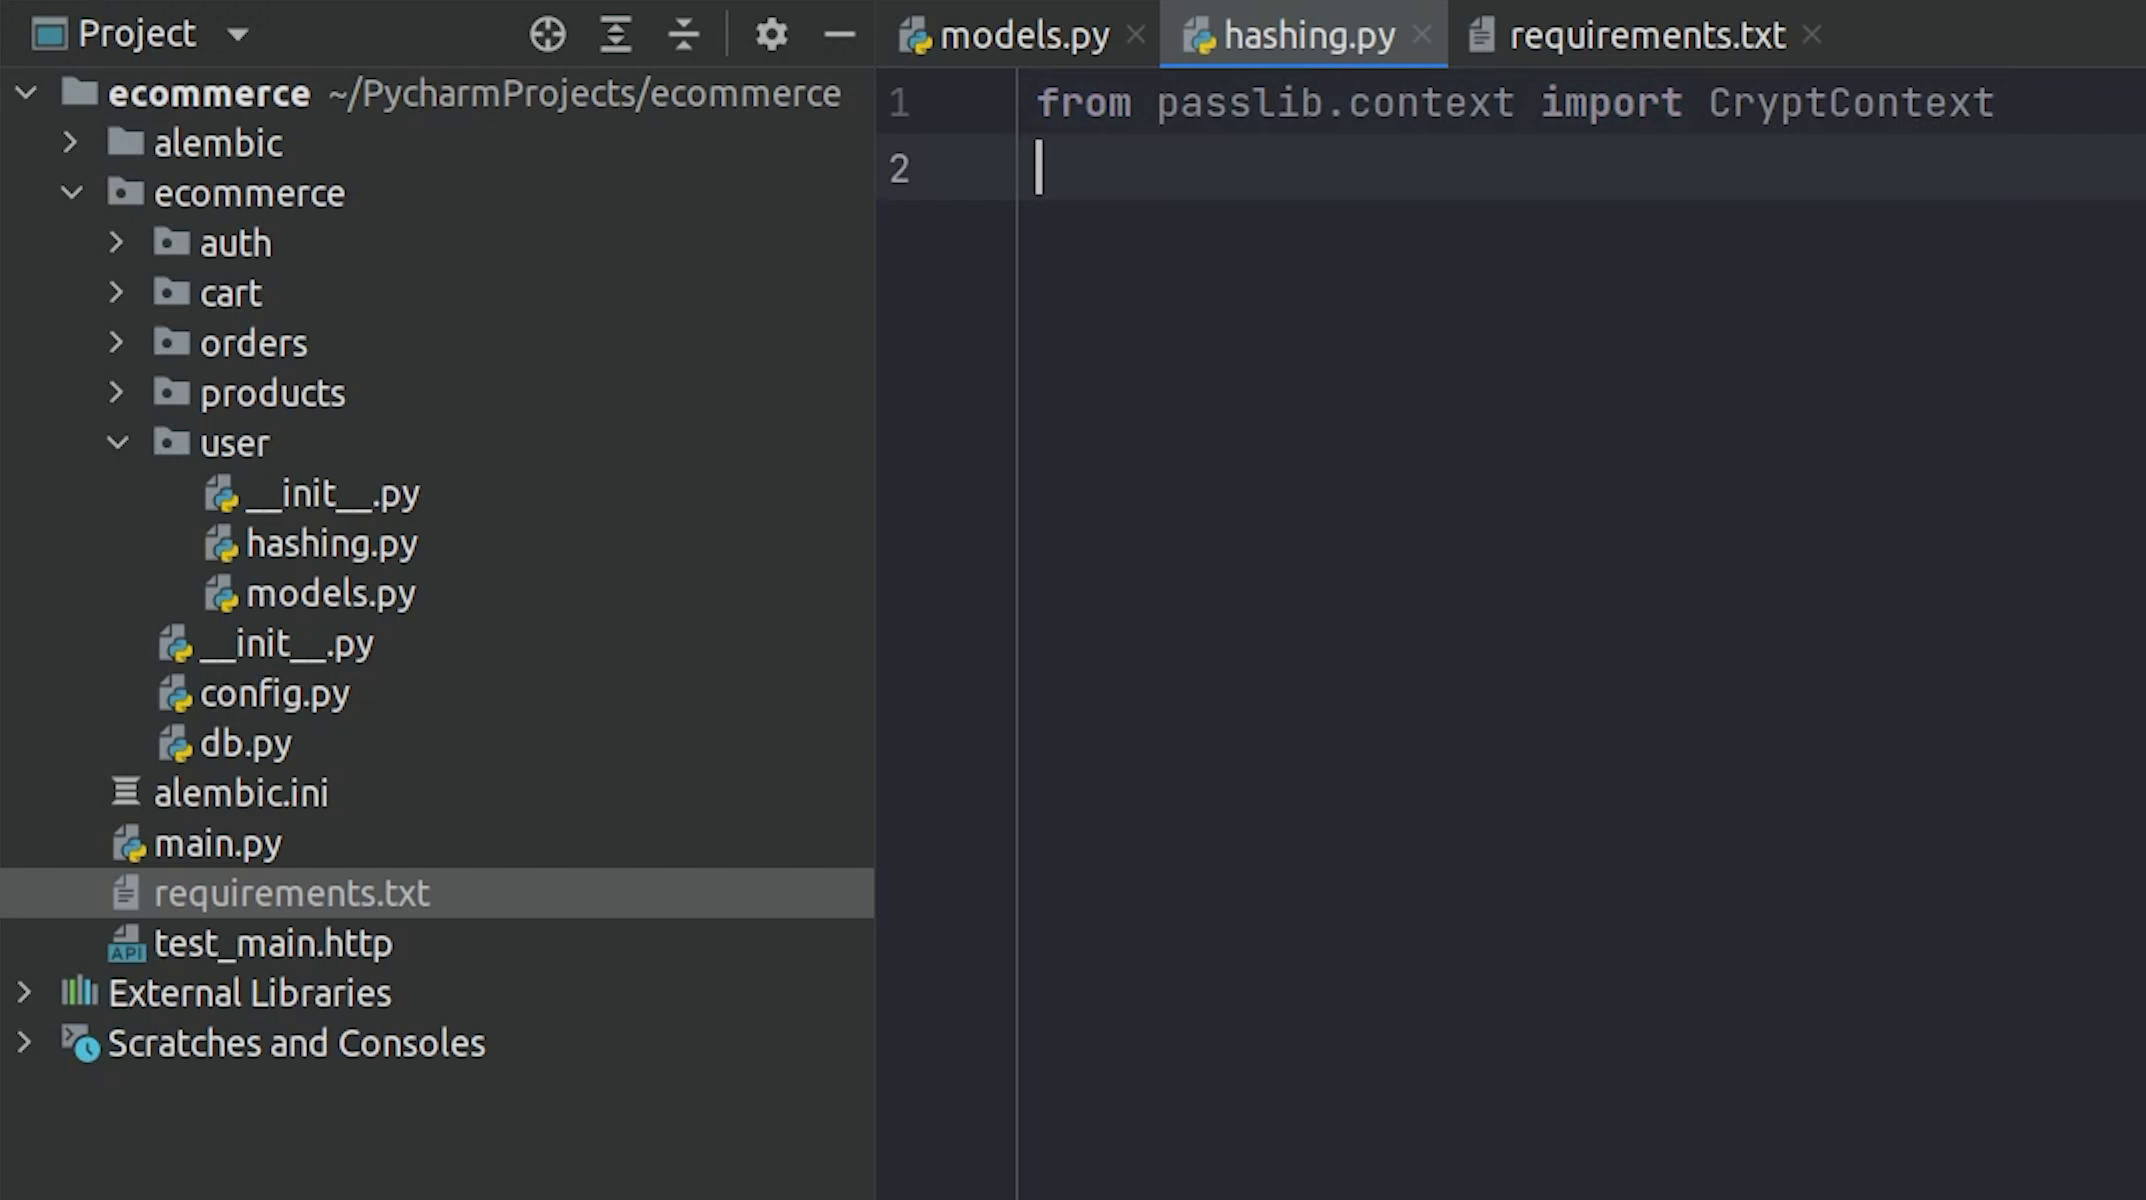 Project
ecommerce ~/PycharmProjects/ecommerce
alembic
ecommerce
auth
cart
orders
products
user
__init__.py
hashing.py
models.py
__init__.py
config.py
db.py
alembic.ini
main.py
requirements.txt
API test_main.http
External Libraries
Scratches and Consoles
models.py hashing.py requirements.txt
1 from passlib.context import CryptContext
2